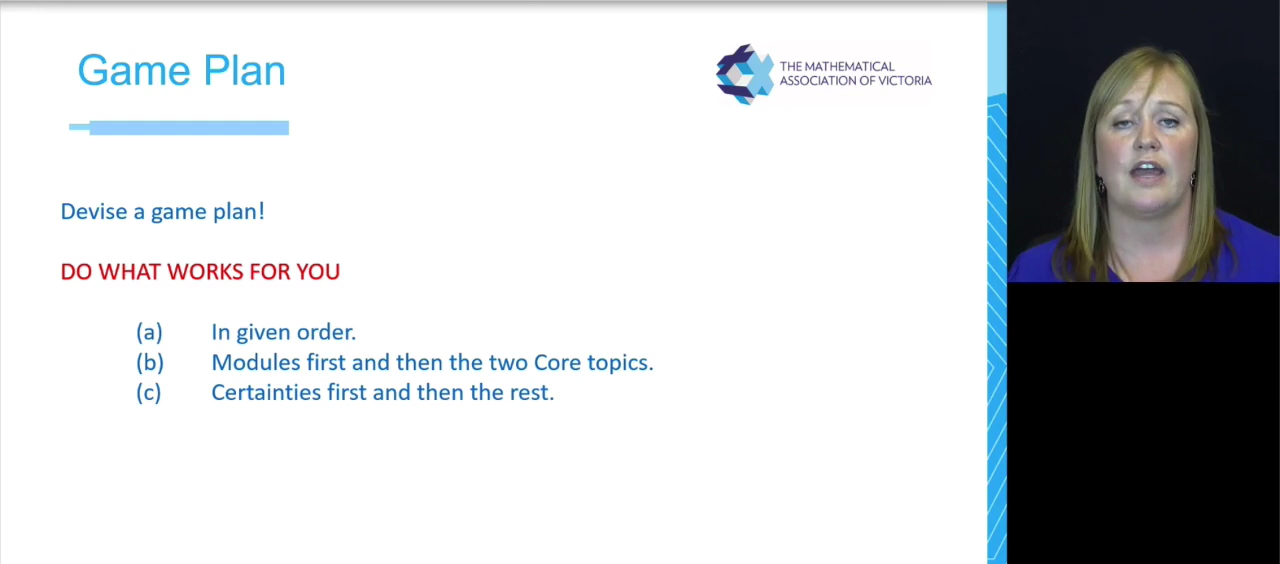 Game Plan
THE MATHEMATICAL
ASSOCIATION OF VICTORIA
Devise a game plan!
DO WHAT WORKS FOR YOU
(a) In given order.
(b) Modules first and then the two Core topics.
(c) Certainties first and then the rest.